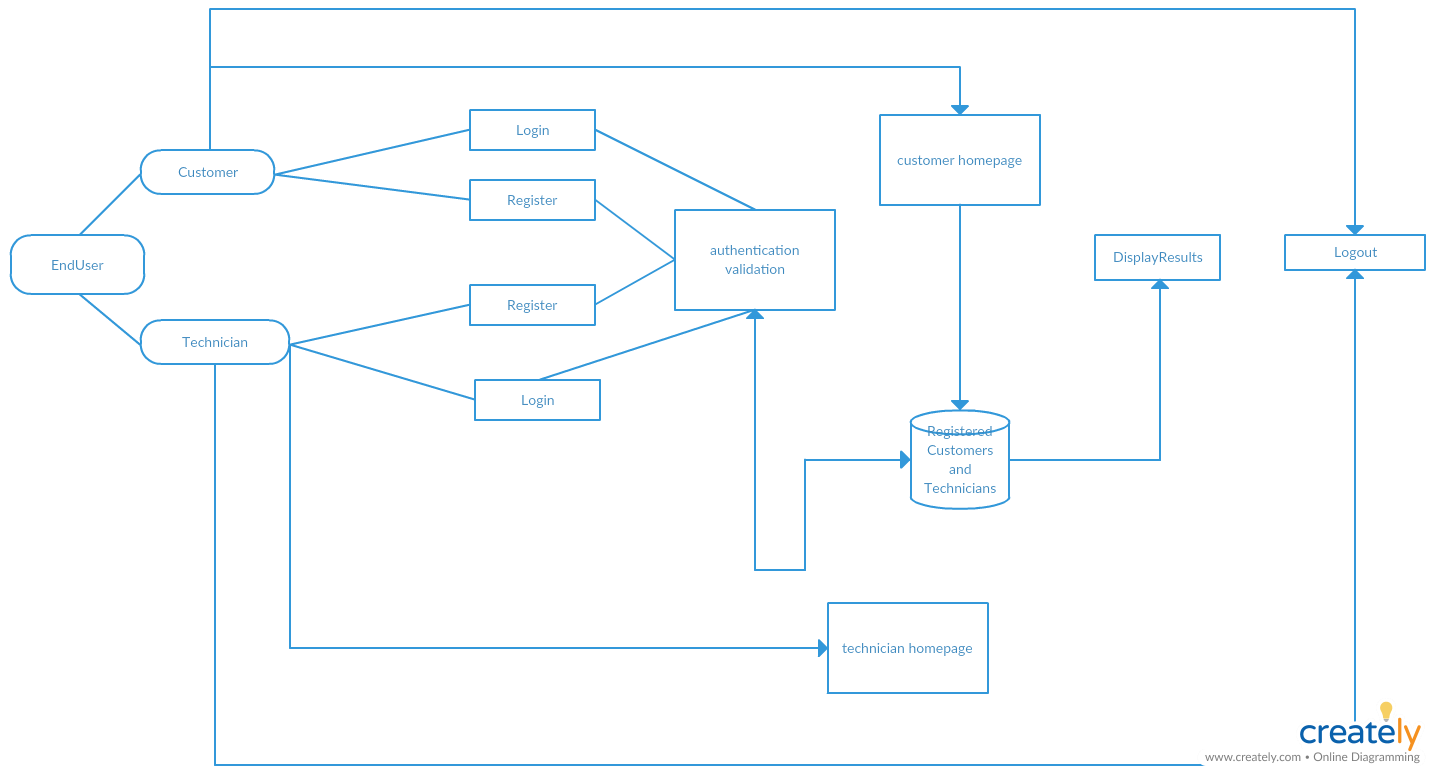 Login
customer homepage
Customer
Register
authentication
validation
EndUser
DisplayResults
Logout
Register
Technician
Login
Registered
Customers
and
Technicians
technician homepage
creately
www.creately.com • Online Diagramming